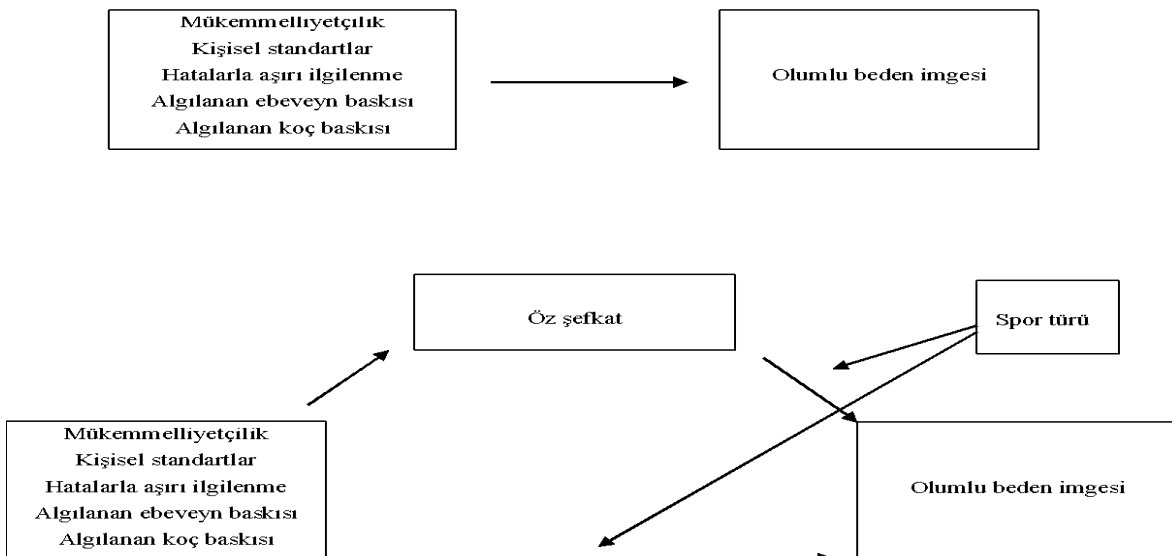 Mükemmelliyetçilik
Kişisel standartlar
Hatalarla aşırı ilgilenme
Algılanan ebeveyn baskısı
Algılanan koç baskısı
Olumlu beden imgesi
Öz şefkat
Spor türü
Mükemmelliyetçilik
Kişisel standartlar
Hatalarla aşırı ilgilenme
Algılanan ebeveyn baskısı
Algılanan koç baskısı
Olumlu beden imgesi